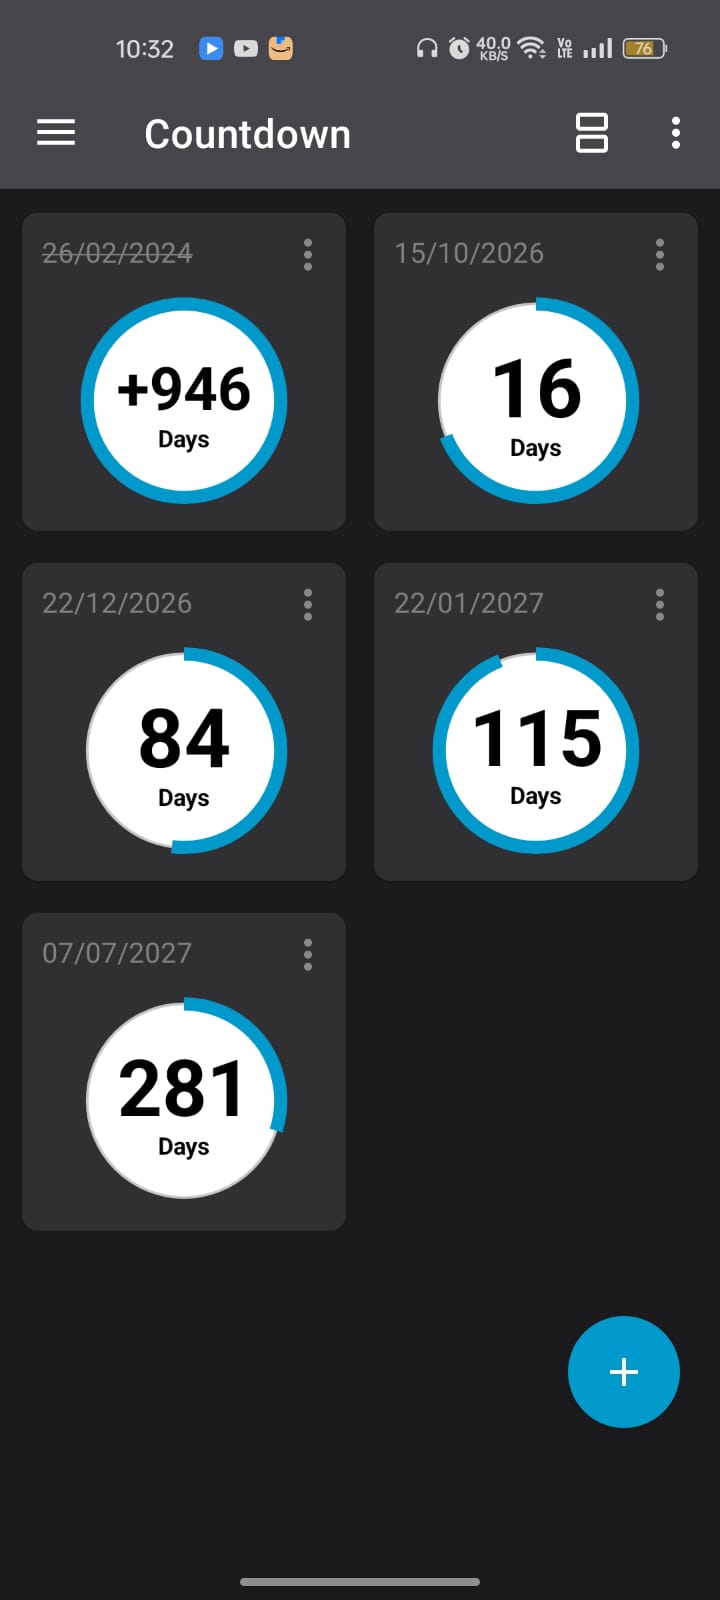 10:32 40.0 KB/S Vo LTE 76
Countdown
26/02/2024
+946
Days
15/10/2026
16
Days
22/12/2026
84
Days
22/01/2027
115
Days
07/07/2027
281
Days
+